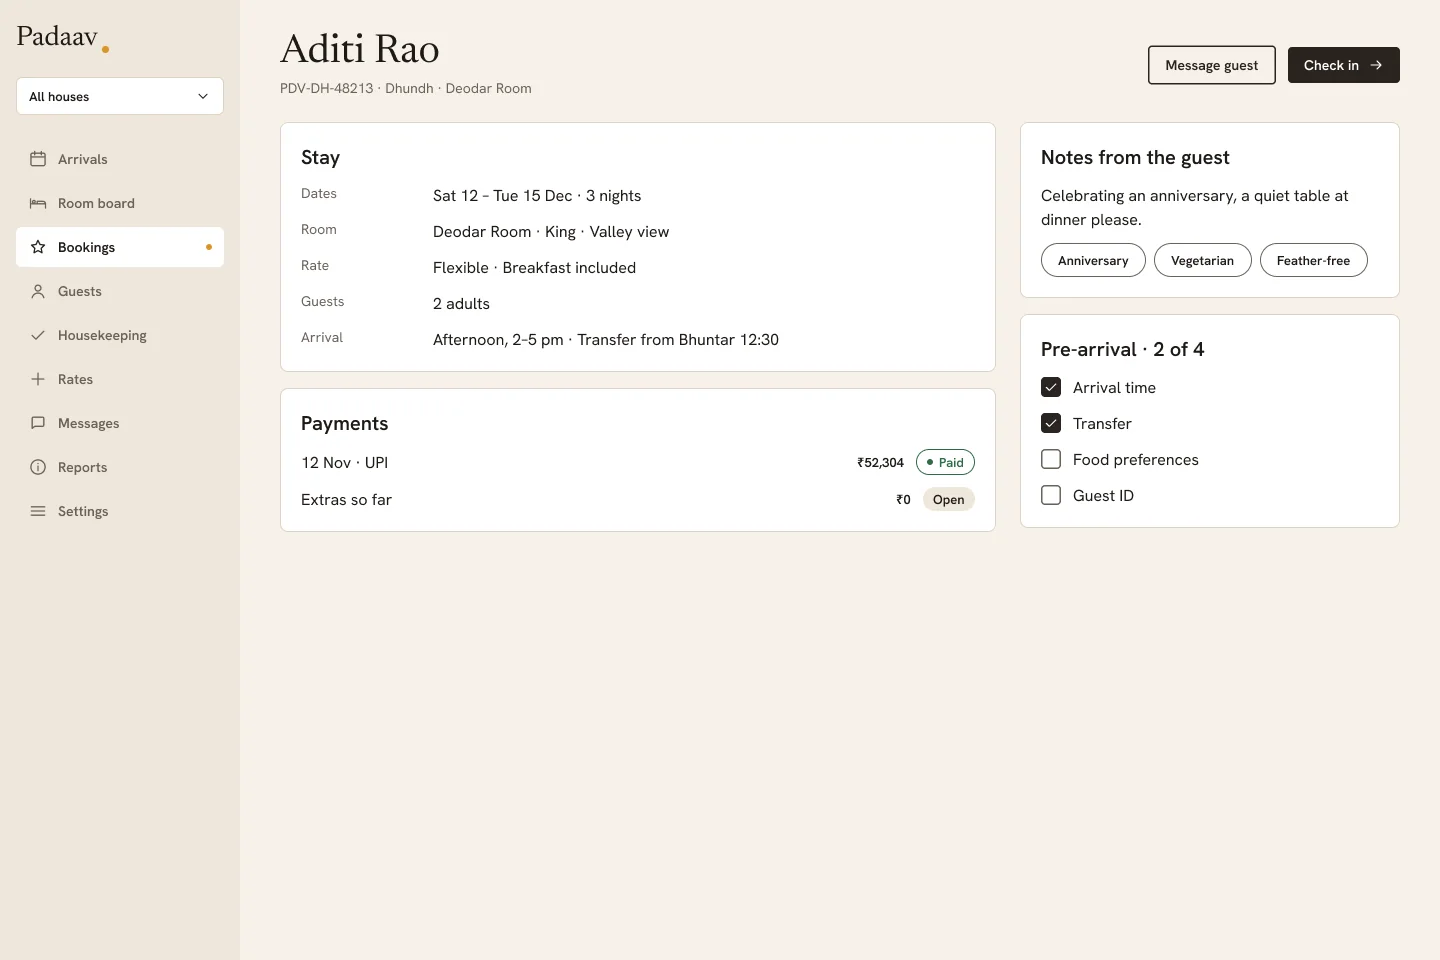 Padaav
All houses
Arrivals
Room board
Bookings
Guests
Housekeeping
Rates
Messages
Reports
Settings
Aditi Rao
PDV-DH-48213 · Dhundh · Deodar Room
Message guest
Check in
Stay
Dates Sat 12 – Tue 15 Dec · 3 nights
Room Deodar Room · King · Valley view
Rate Flexible · Breakfast included
Guests 2 adults
Arrival Afternoon, 2–5 pm · Transfer from Bhuntar 12:30
Payments
12 Nov · UPI ₹52,304 Paid
Extras so far ₹0 Open
Notes from the guest
Celebrating an anniversary, a quiet table at
dinner please.
Anniversary Vegetarian Feather-free
Pre-arrival · 2 of 4
Arrival time
Transfer
Food preferences
Guest ID